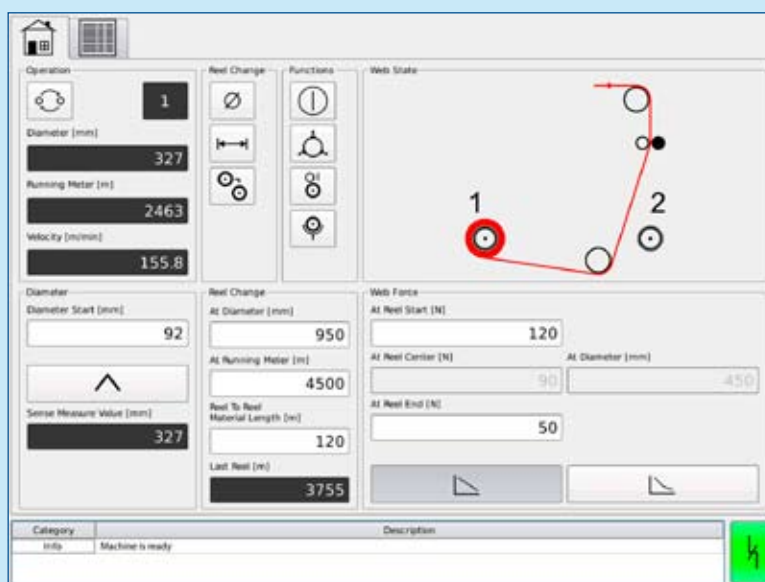 Operation
1
Diameter [mm]
327
Running Meter [m]
2463
Velocity [m/min]
155.8
Reel Change
Functions
Web State
1
2
Diameter
Diameter Start [mm]
92
Sense Measure Value [mm]
327
Reel Change
At Diameter [mm]
950
At Running Meter [m]
4500
Reel To Reel
Material Length [m]
120
Last Reel [m]
3755
Web Force
At Reel Start [N]
120
At Reel Center [N]
90
At Diameter [mm]
450
At Reel End [N]
50
Category Description
Info Machine is ready